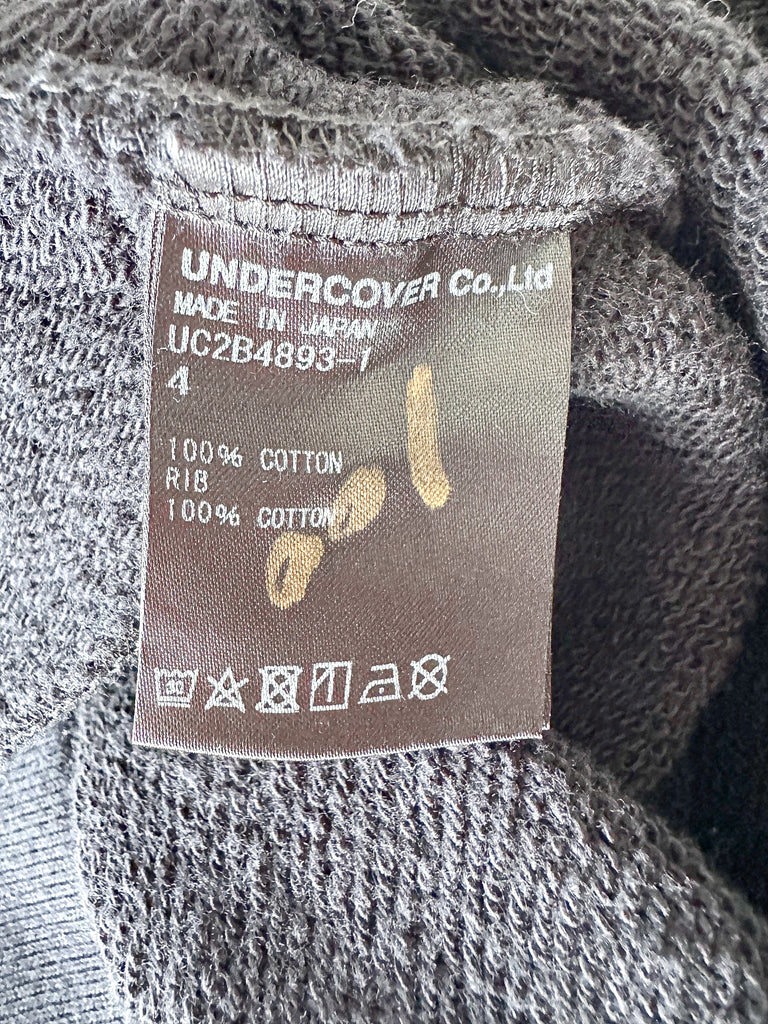 UNDERCOVER Co.,Ltd
MADE IN JAPAN
UC2B4893-1
4
100% COTTON
RIB
100% COTTON